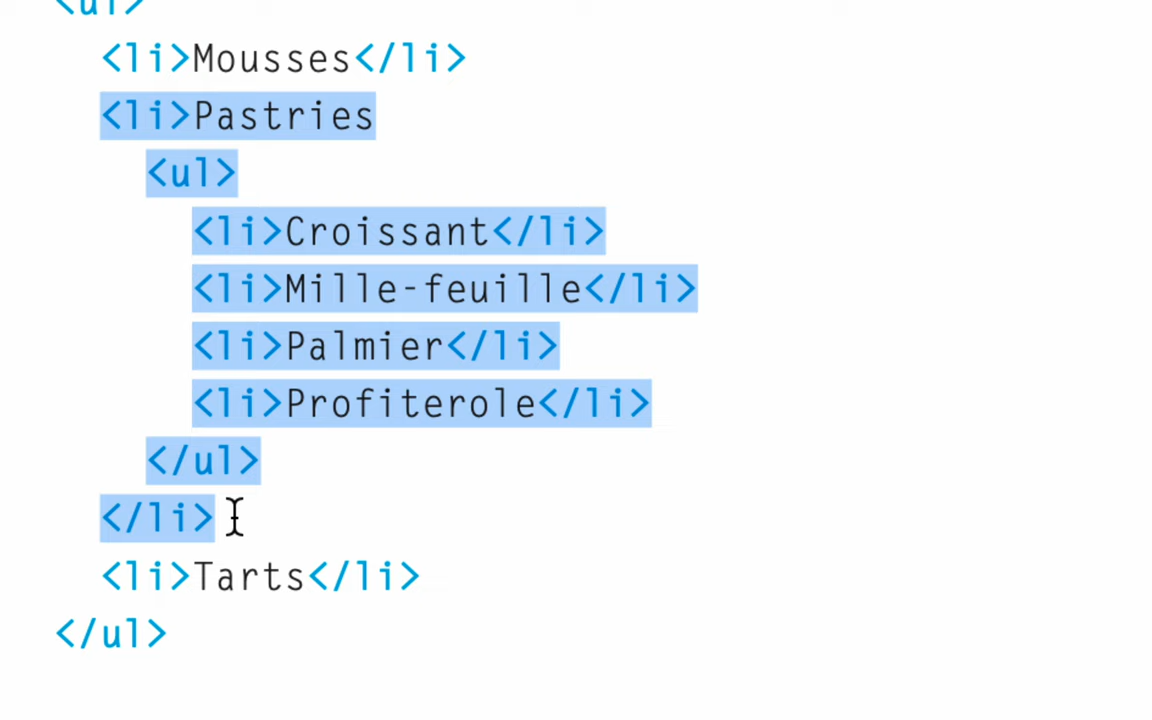 <ul>
<li>Mousses</li>
<li>Pastries
<ul>
<li>Croissant</li>
<li>Mille-feuille</li>
<li>Palmier</li>
<li>Profiterole</li>
</ul>
</li>
<li>Tarts</li>
</ul>